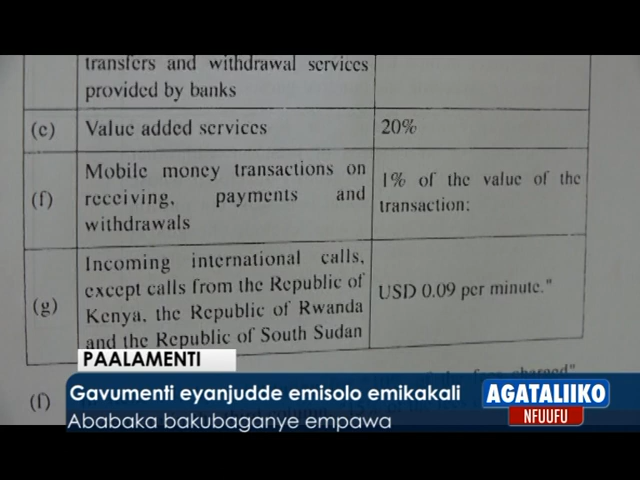 transfers and withdrawal services
provided by banks
(e) Value added services 20%
(f) Mobile money transactions on
receiving, payments and
withdrawals
1% of the value of the
transaction:
(g) Incoming international calls,
except calls from the Republic of
Kenya, the Republic of Rwanda
and the Republic of South Sudan
USD 0.09 per minute."
(f)
PAALAMENTI
Gavumenti eyanjudde emisolo emikakali
Ababaka bakubaganye empawa
AGATALIIKO
NFUUFU